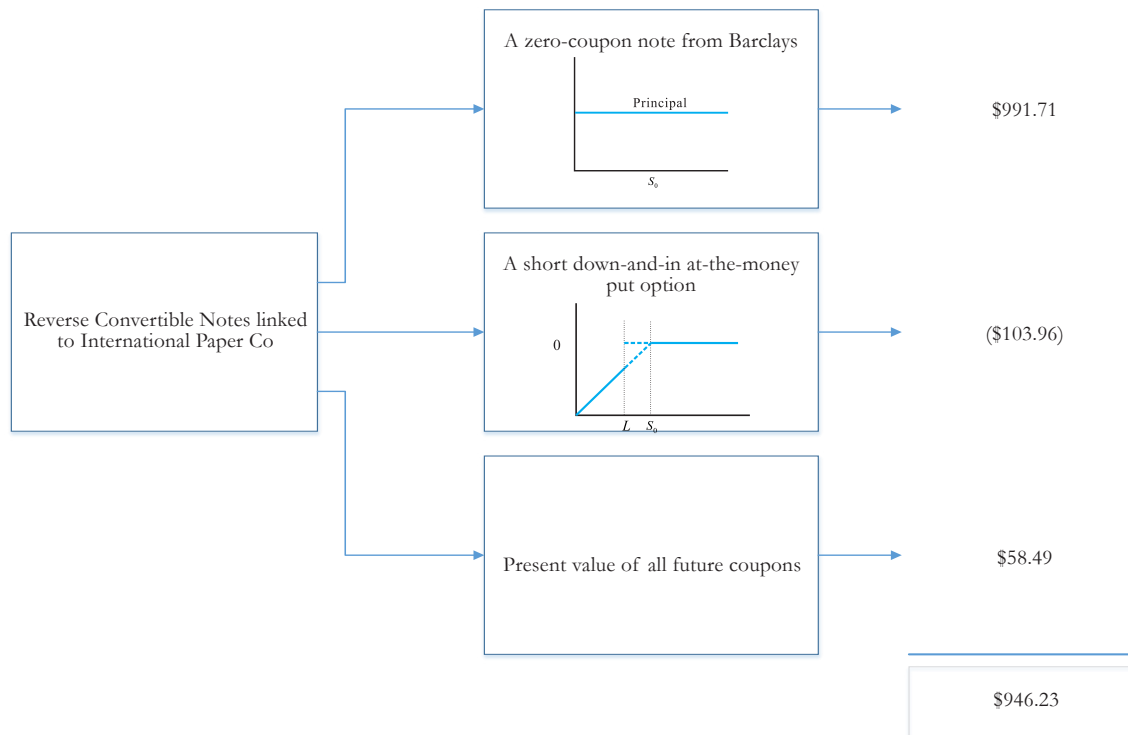 A zero-coupon note from Barclays
Principal
S₀
$991.71
Reverse Convertible Notes linked
to International Paper Co
A short down-and-in at-the-money
put option
0
L S₀
($103.96)
Present value of all future coupons
$58.49
$946.23